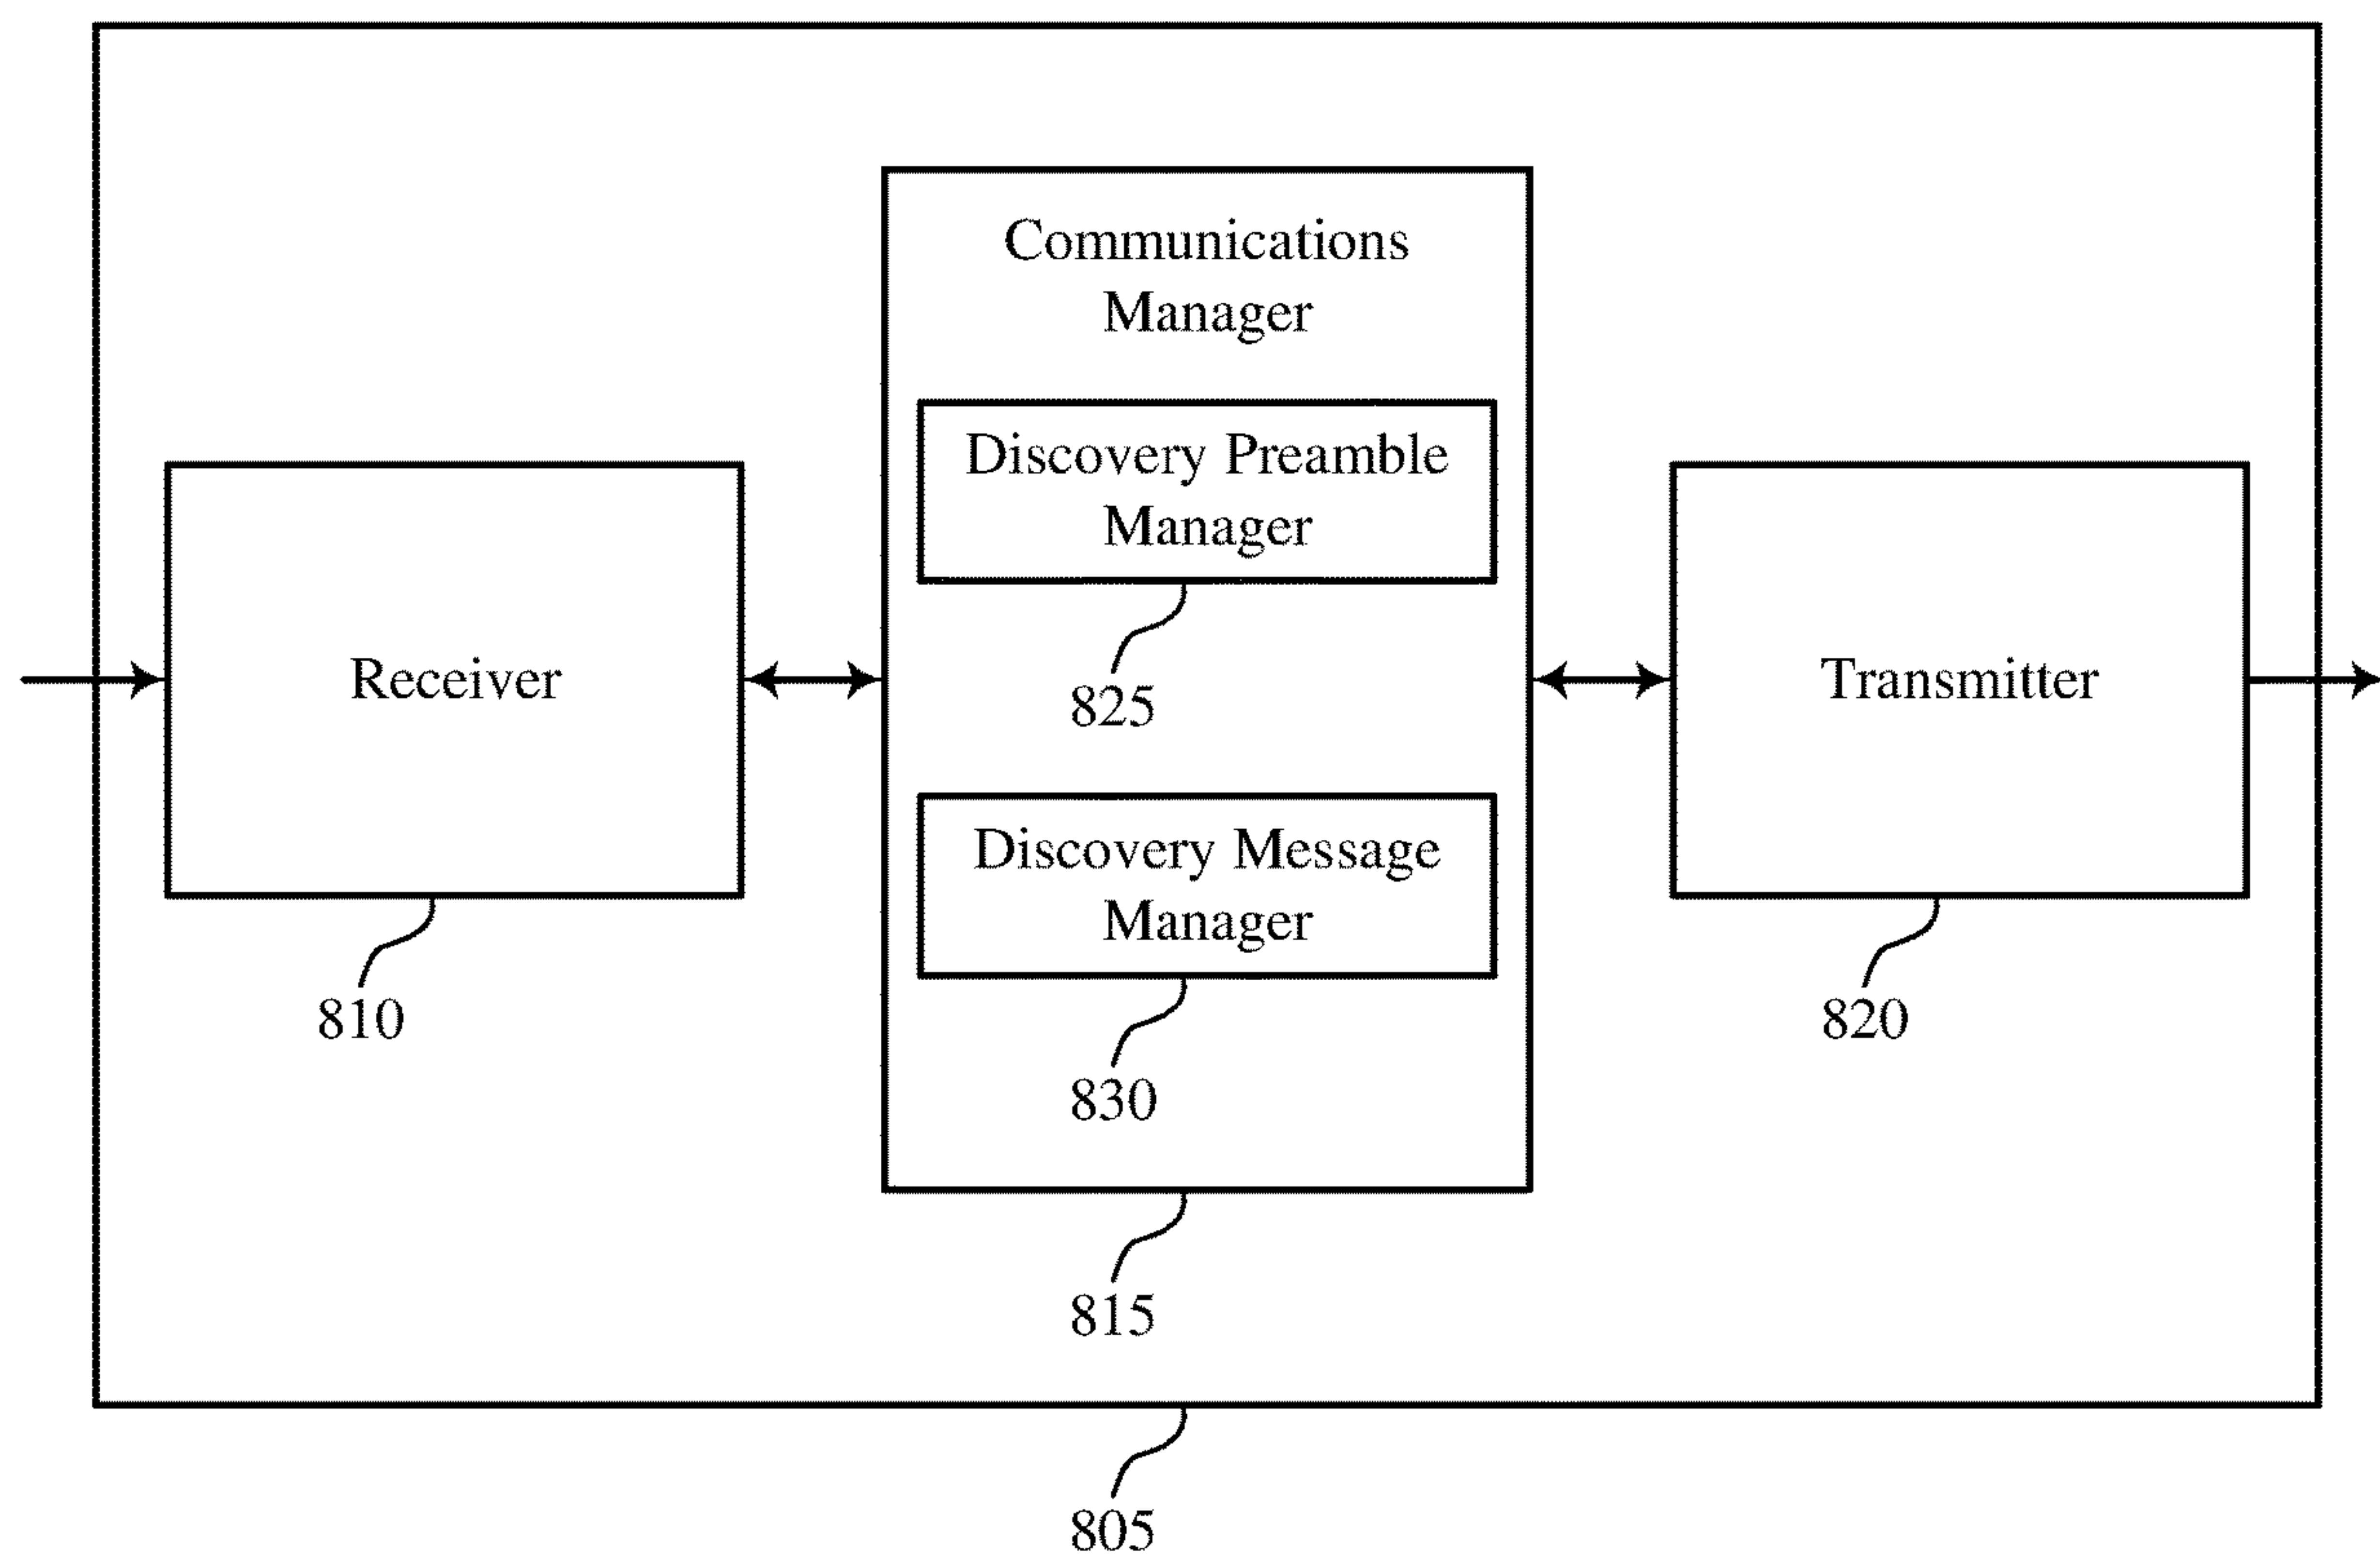 Communications
Manager
Discovery Preamble
Manager
825
Receiver
810
Discovery Message
Manager
830
Transmitter
820
815
805